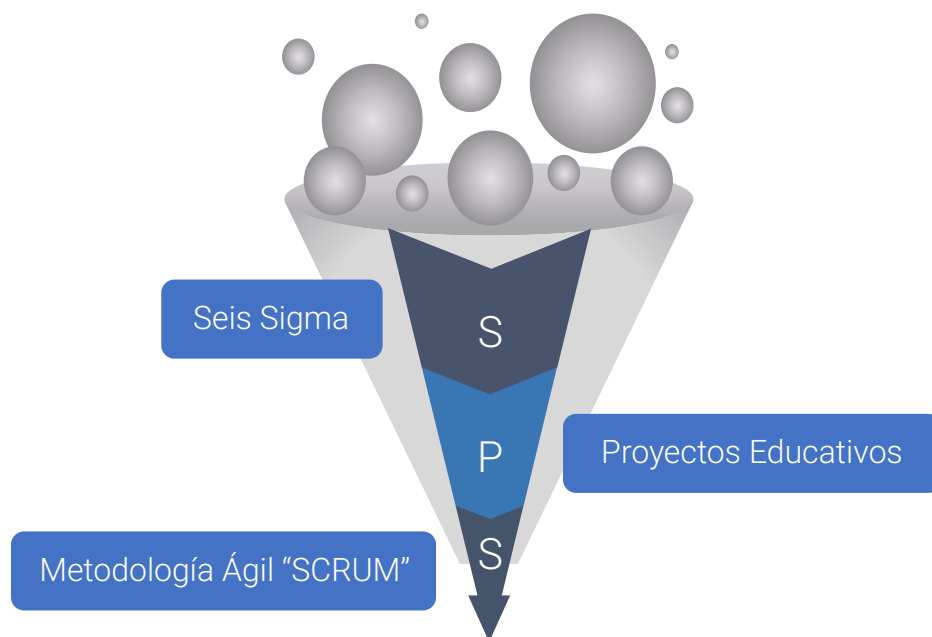 Seis Sigma
S
Proyectos Educativos
P
Metodología Ágil “SCRUM”
S